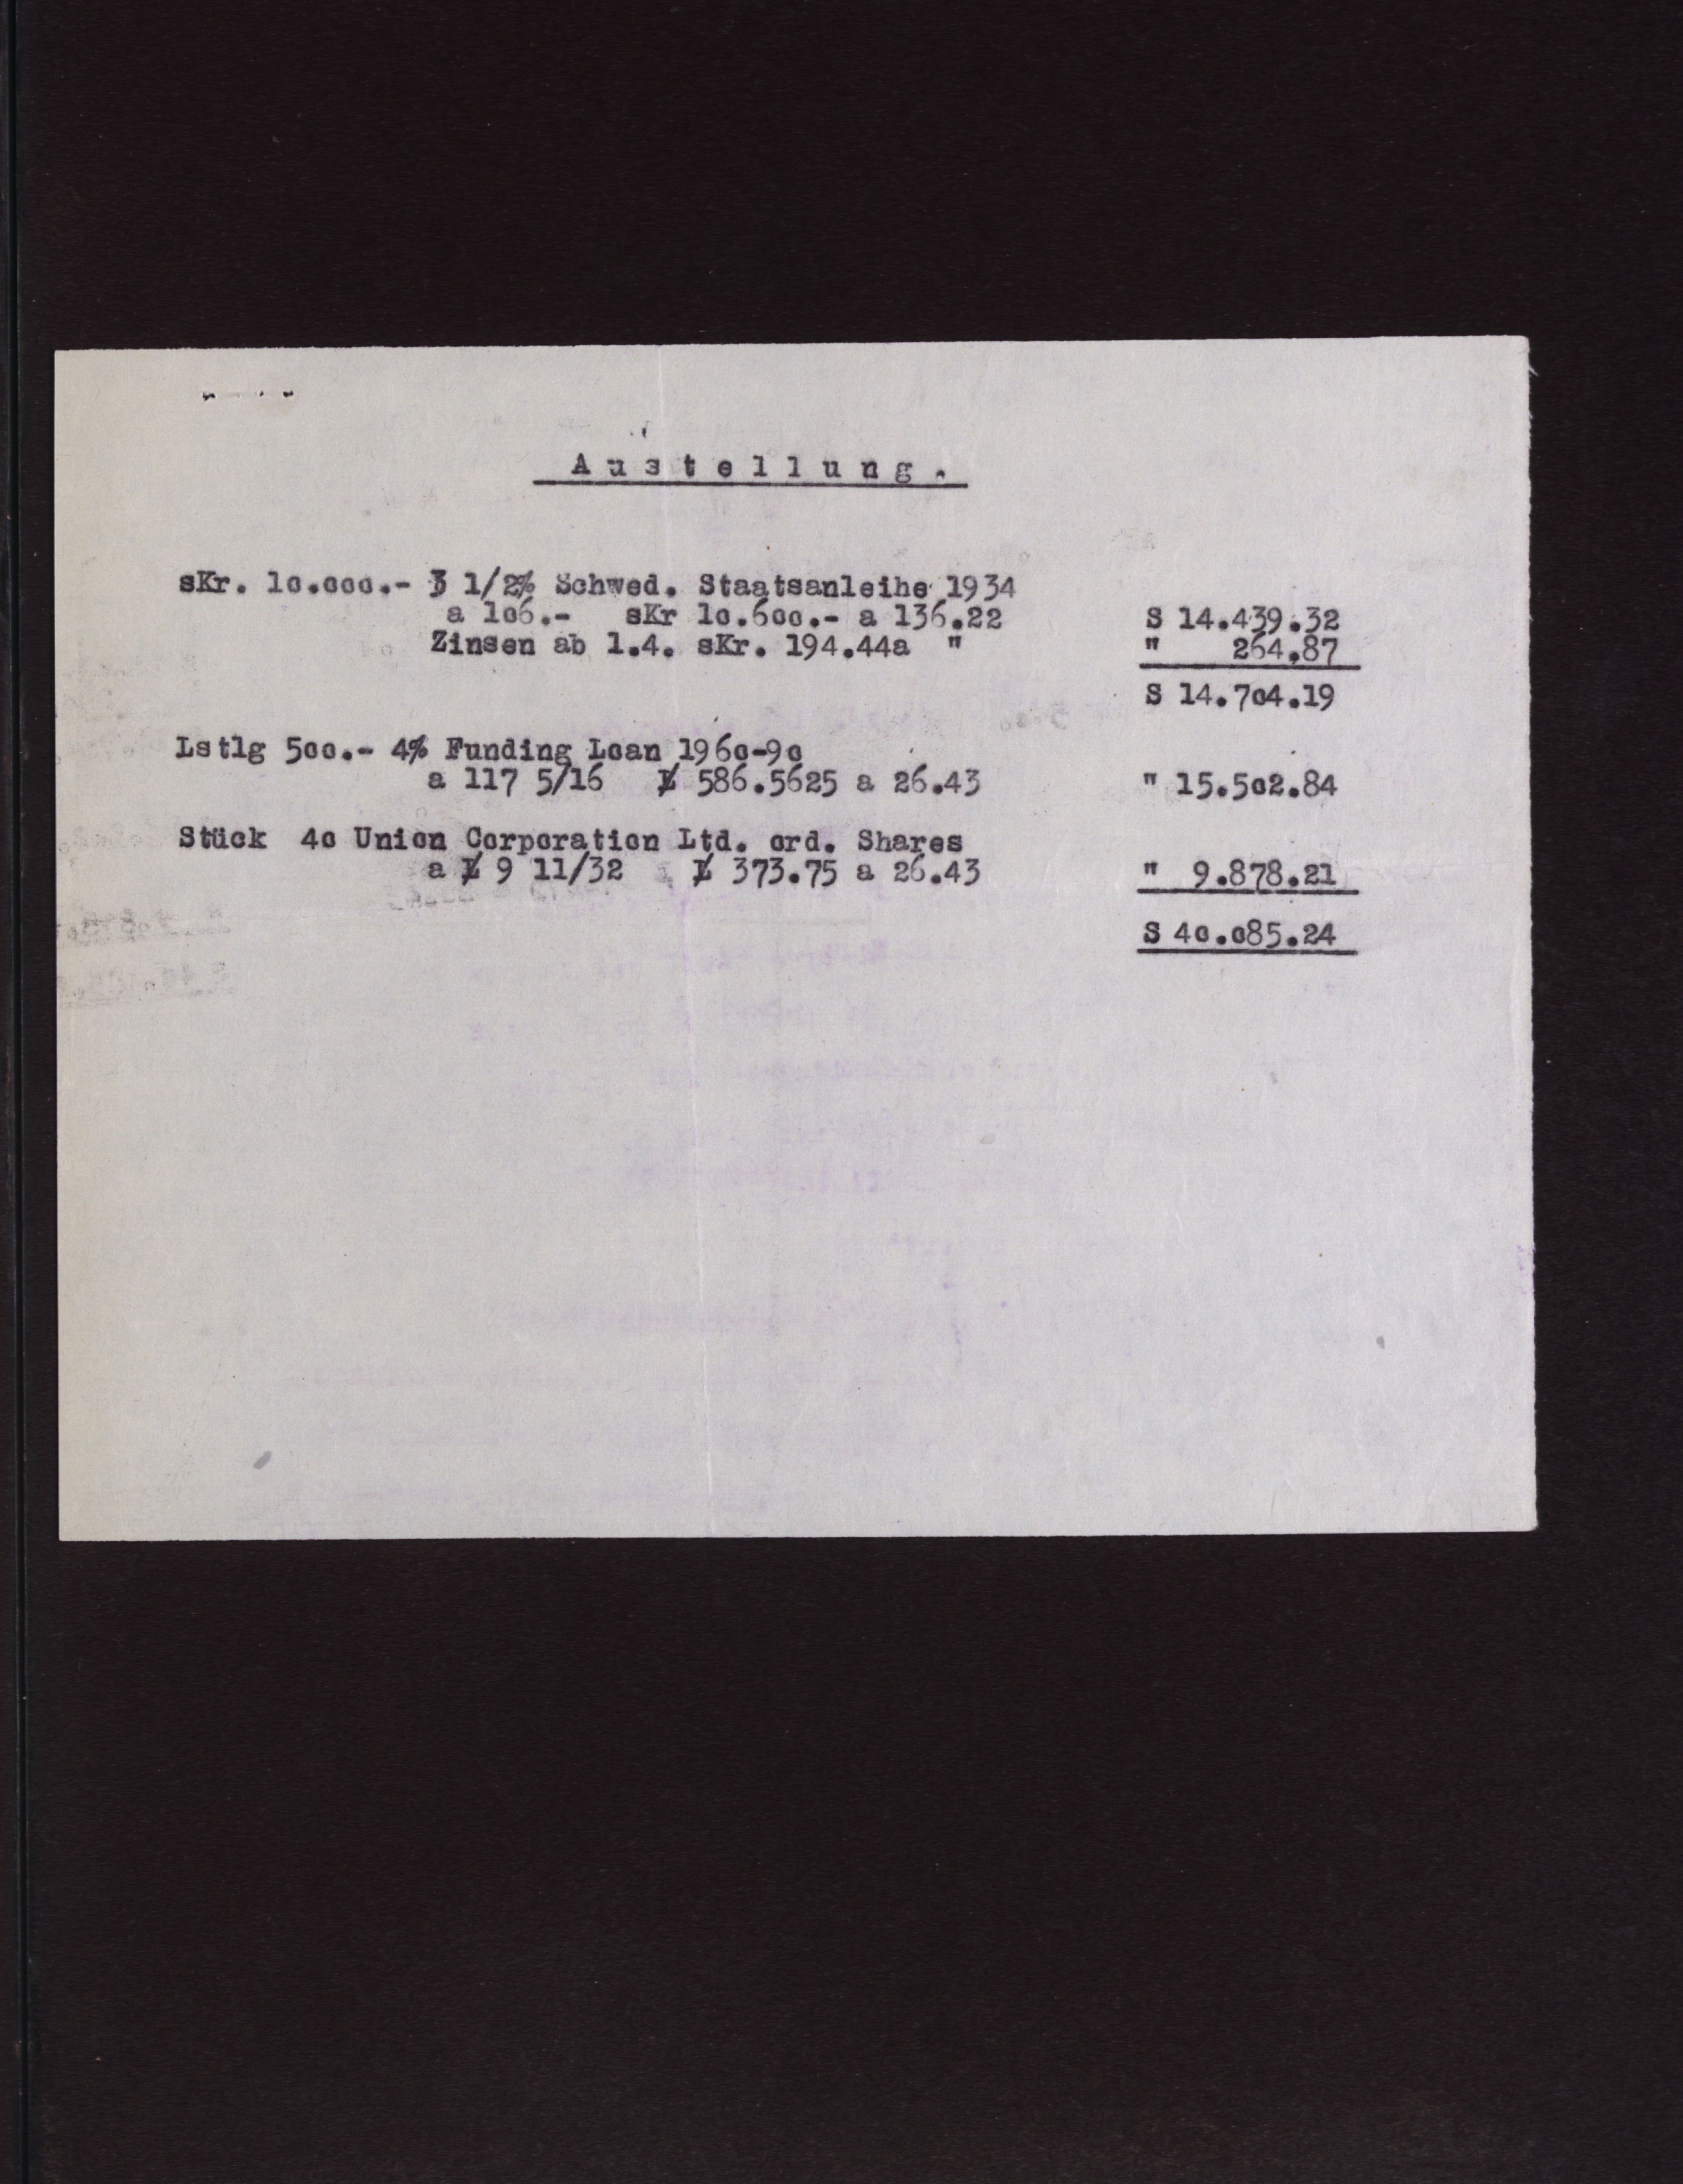 Austellung.
sKr. 10.000.- 3 1/2% Schwed. Staatsanleihe 1934
a 106.- sKr 10.600.- a 136.22 S 14.439.32
Zinsen ab 1.4. sKr. 194.44a " " 264.87
S 14.704.19
Lstlg 500.- 4% Funding Loan 1960-90
a 117 5/16 £ 586.5625 a 26.43 " 15.502.84
Stück 40 Union Corporation Ltd. ord. Shares
a £ 9 11/32 £ 373.75 a 26.43 " 9.878.21
S 40.085.24